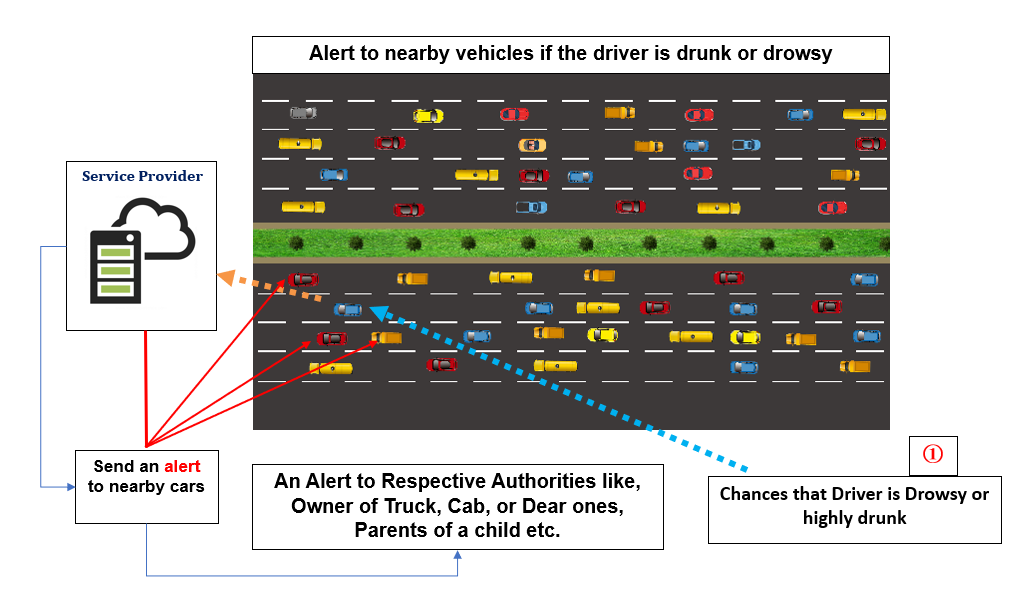 Alert to nearby vehicles if the driver is drunk or drowsy
Service Provider
Send an alert
to nearby cars
An Alert to Respective Authorities like,
Owner of Truck, Cab, or Dear ones,
Parents of a child etc.
①
Chances that Driver is Drowsy or
highly drunk